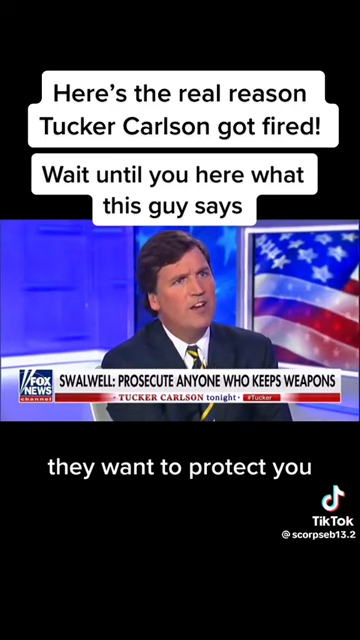 Here's the real reason
Tucker Carlson got fired!
Wait until you here what
this guy says
FOX
NEWS
channel
SWALWELL: PROSECUTE ANYONE WHO KEEPS WEAPONS
TUCKER CARLSON tonight
#Tucker
they want to protect you
TikTok
@scorpseb13.2